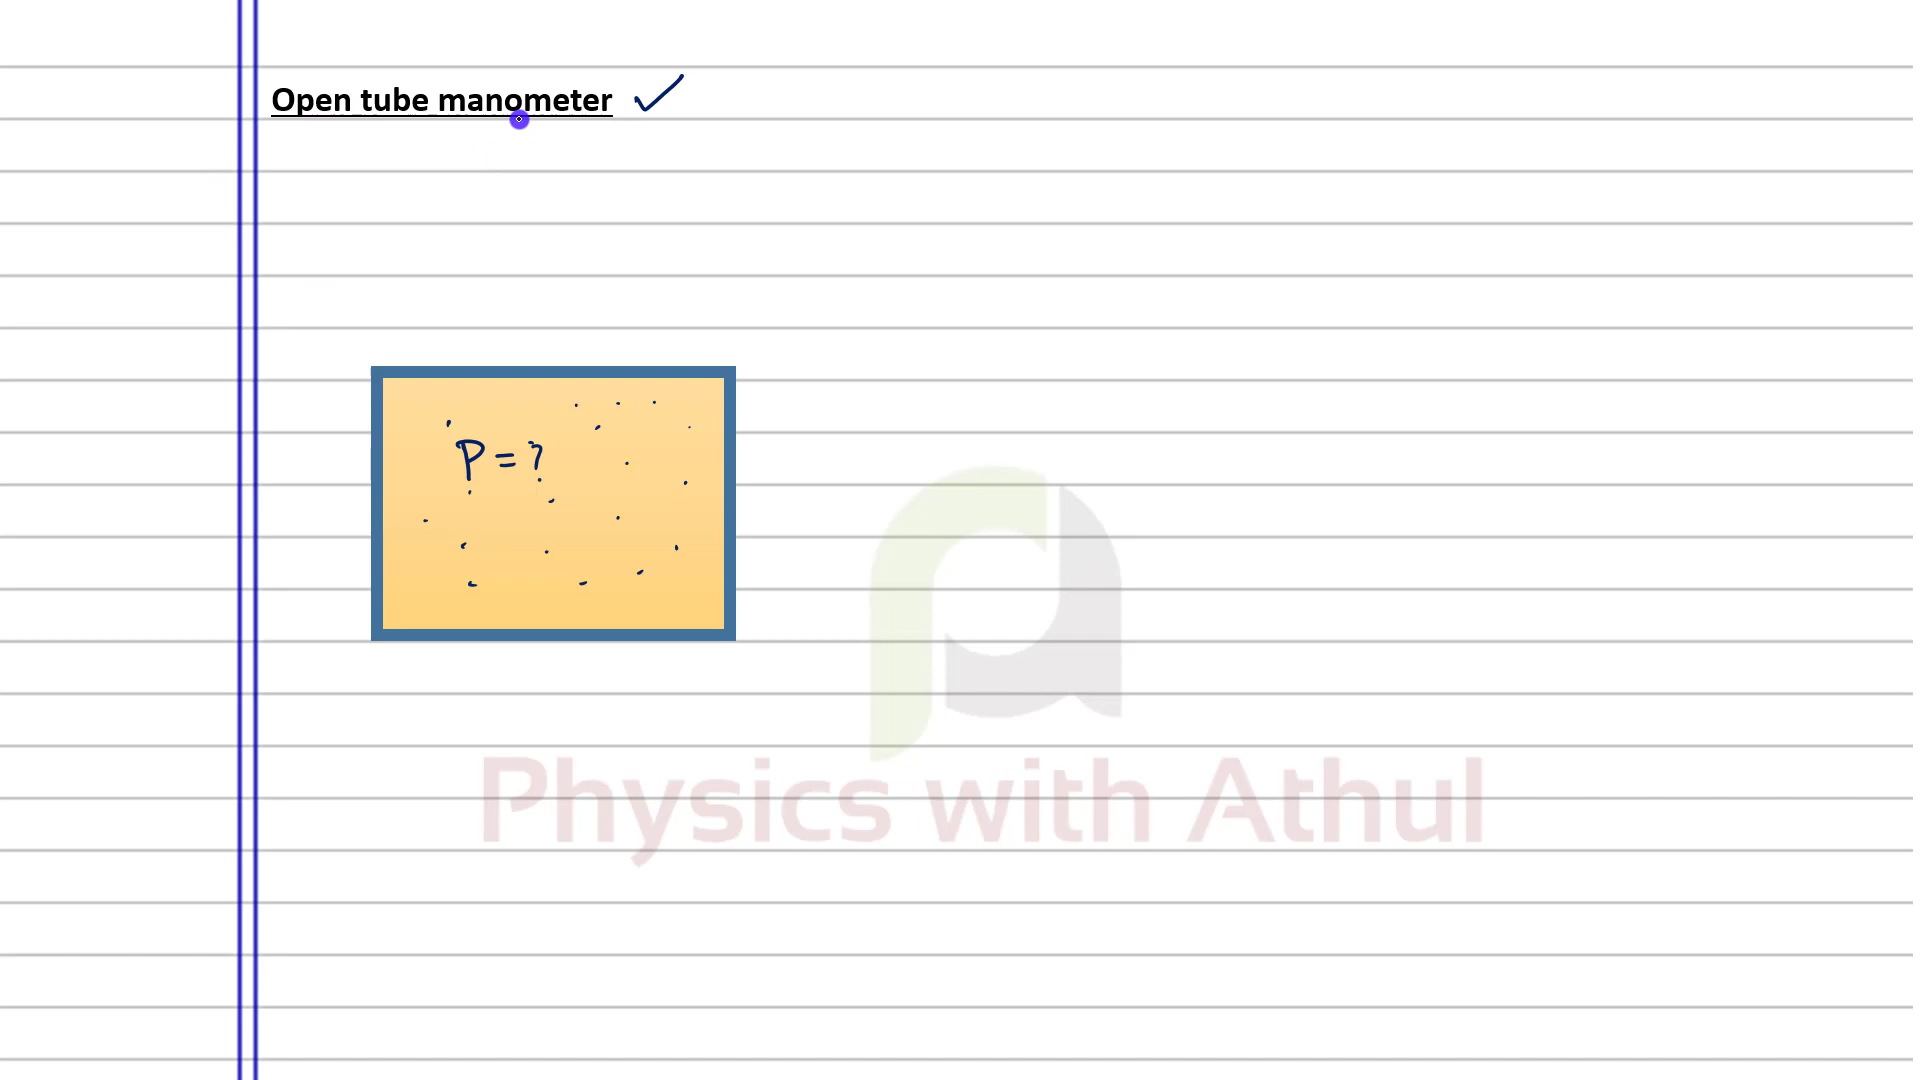 Open tube manometer
P = ?
Physics with Athul